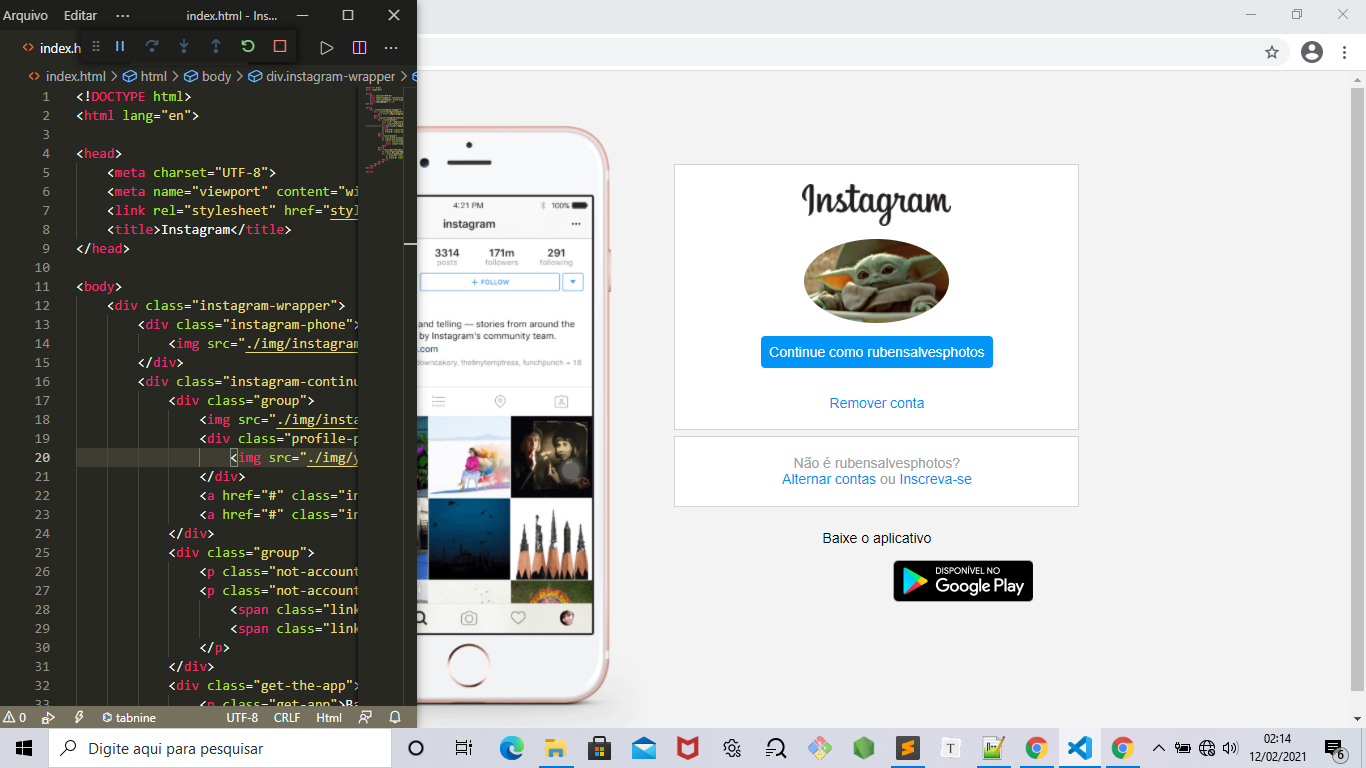 Arquivo Editar ··· index.html - Ins...
index.h
index.html > html > body > div.instagram-wrapper >
1 <!DOCTYPE html>
2 <html lang="en">
3
4 <head>
5 <meta charset="UTF-8">
6 <meta name="viewport" content="wi
7 <link rel="stylesheet" href="styl
8 <title>Instagram</title>
9 </head>
10
11 <body>
12 <div class="instagram-wrapper">
13 <div class="instagram-phone">
14 <img src="./img/instagram
15 </div>
16 <div class="instagram-continu
17 <div class="group">
18 <img src="./img/insta
19 <div class="profile-p
20 <img src="./img/y
21 </div>
22 <a href="#" class="in
23 <a href="#" class="in
24 </div>
25 <div class="group">
26 <p class="not-account
27 <p class="not-account
28 <span class="link
29 <span class="link
30 </p>
31 </div>
32 <div class="get-the-app">
33 <p class="get-app">Ba
0 tabnine UTF-8 CRLF Html
4:21 PM 100%
instagram ···
3314 171m 291
posts followers following
+ FOLLOW
and telling — stories from around the
by Instagram's community team.
.com
owncakery, thetinytemptress, funchpunch + 18
Instagram
Continue como rubensalvesphotos
Remover conta
Não é rubensalvesphotos?
Alternar contas ou Inscreva-se
Baixe o aplicativo
DISPONÍVEL NO
Google Play
Digite aqui para pesquisar
T
02:14
12/02/2021
6